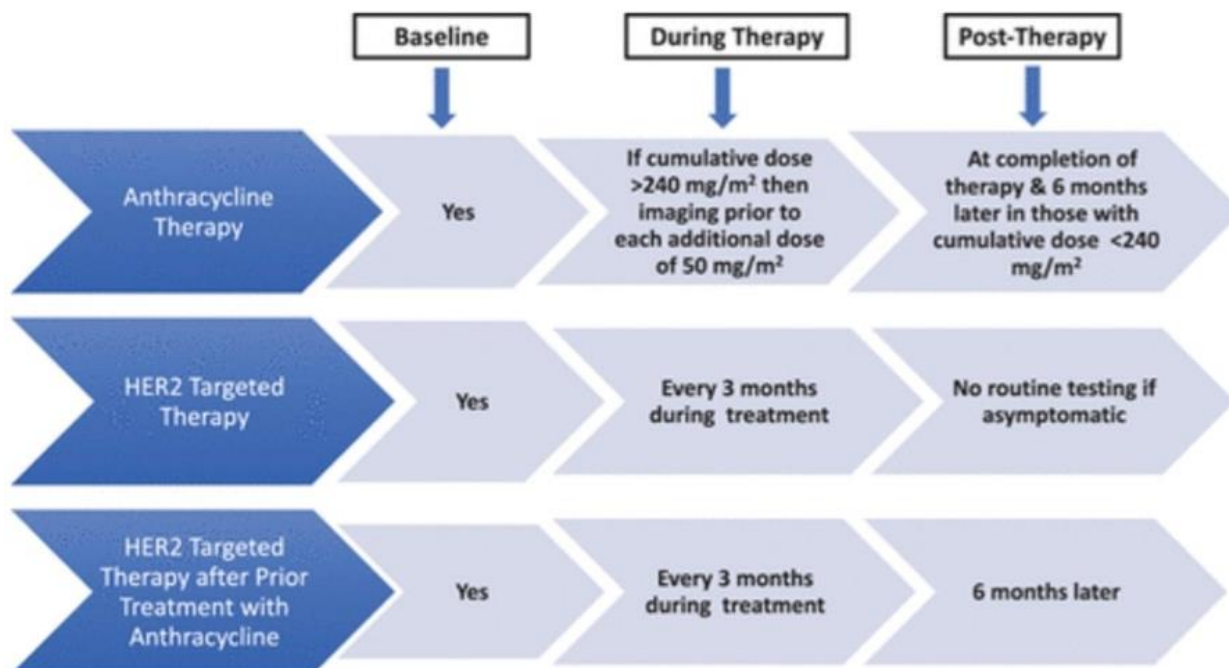 Baseline
During Therapy
Post-Therapy
Anthracycline
Therapy
Yes
If cumulative dose
>240 mg/m² then
imaging prior to
each additional dose
of 50 mg/m²
At completion of
therapy & 6 months
later in those with
cumulative dose <240
mg/m²
HER2 Targeted
Therapy
Yes
Every 3 months
during treatment
No routine testing if
asymptomatic
HER2 Targeted
Therapy after Prior
Treatment with
Anthracycline
Yes
Every 3 months
during treatment
6 months later